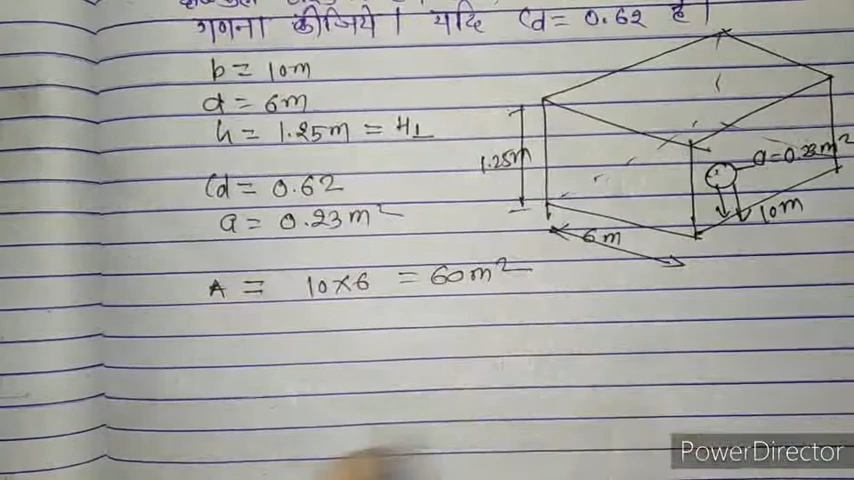 गणना कीजिये । यदि Cd = 0.62 है ।
b = 10m
d = 6m
h = 1.25m = H1
Cd = 0.62
a = 0.23m²
A = 10×6 = 60m²
1.25m
6m
a=0.23m²
10m
PowerDirector